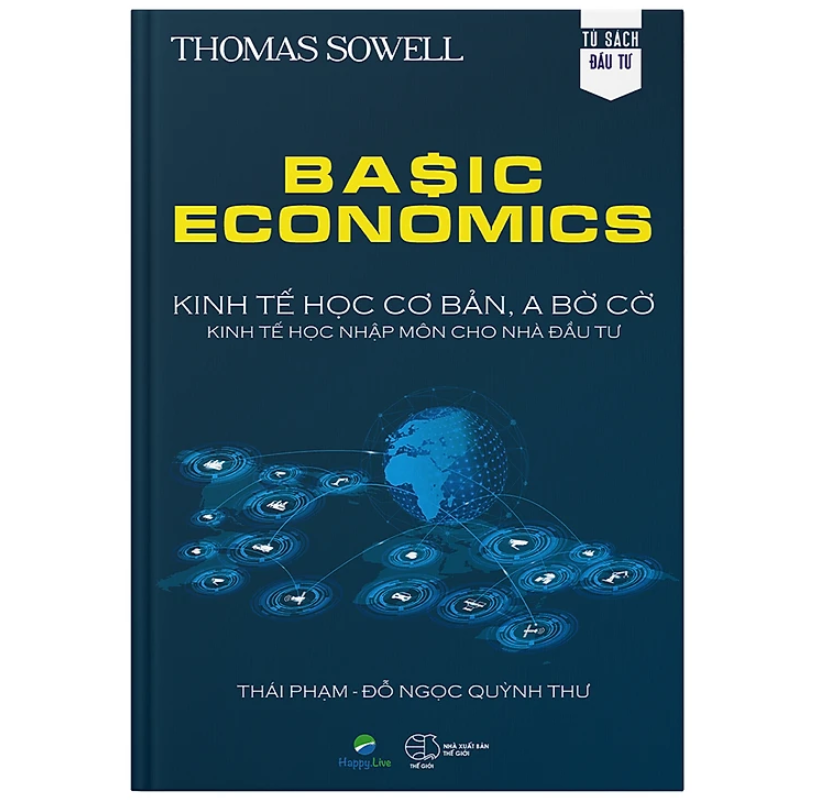 THOMAS SOWELL
TỦ SÁCH
ĐẦU TƯ
BA$IC
ECONOMICS
KINH TẾ HỌC CƠ BẢN, A BỜ CỜ
KINH TẾ HỌC NHẬP MÔN CHO NHÀ ĐẦU TƯ
THÁI PHẠM - ĐỖ NGỌC QUỲNH THƯ
Happy.Live
THẾ GIỚI
NHÀ XUẤT BẢN
THẾ GIỚI